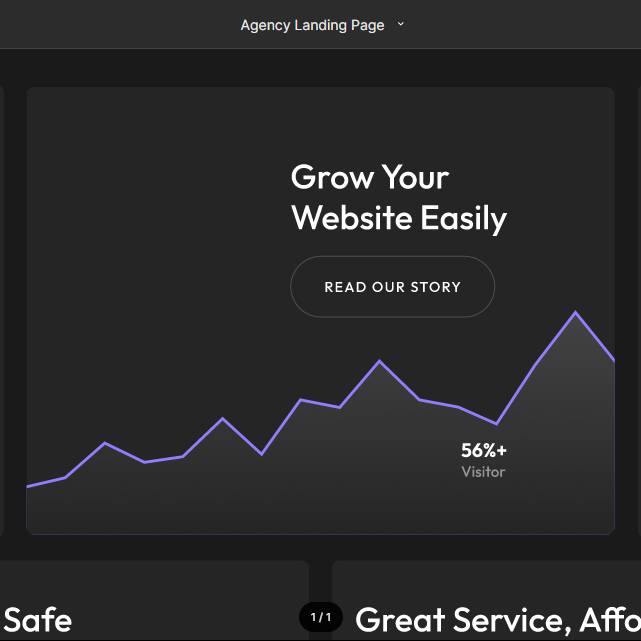 Agency Landing Page
Grow Your
Website Easily
READ OUR STORY
56%+
Visitor
Safe
1 / 1
Great Service, Affo